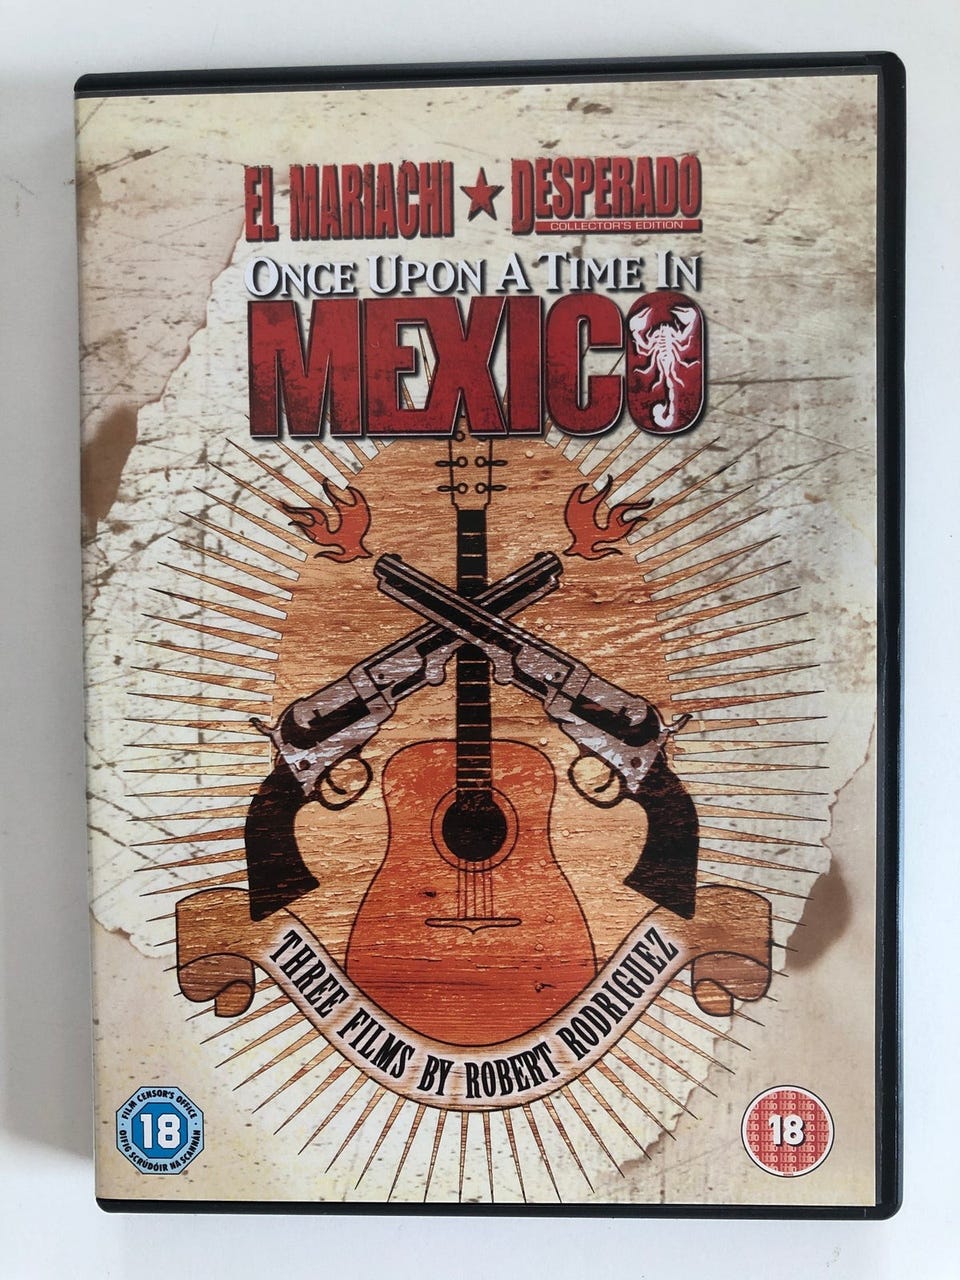 EL MARIACHI ★ DESPERADO
COLLECTOR'S EDITION
ONCE UPON A TIME IN
MEXICO
THREE FILMS BY ROBERT RODRIGUEZ
FILM CENSOR'S OFFICE
18
OIFIG SCRÚDÓIR NA SCANNÁN
18